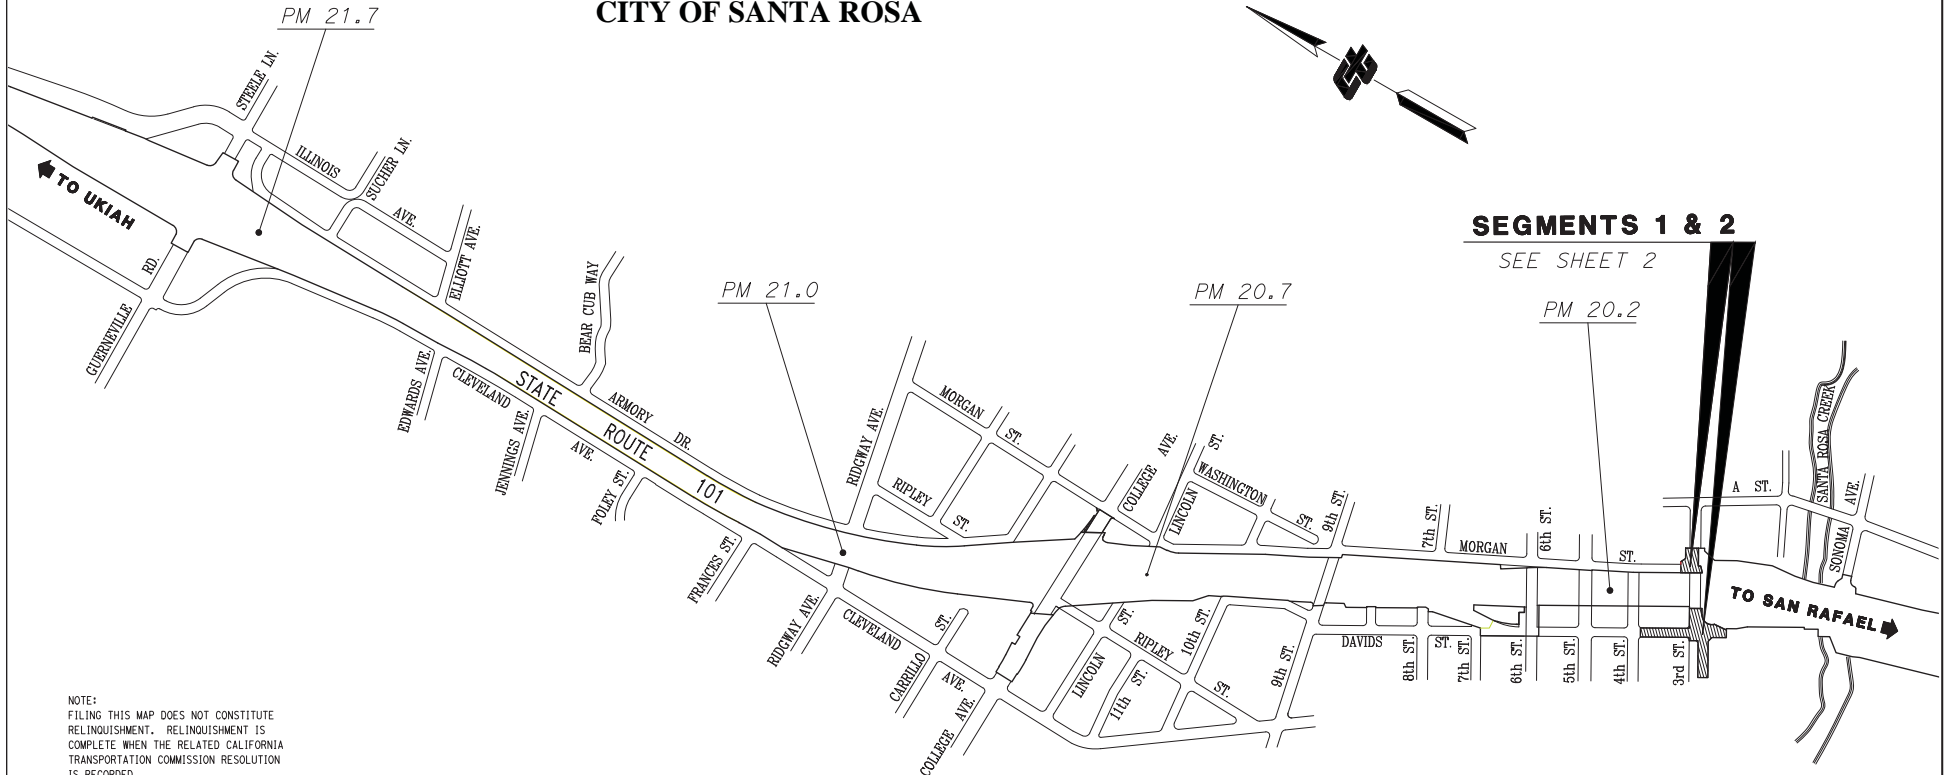 CITY OF SANTA ROSA
PM 21.7
STEELE LN.
ILLINOIS
AVE.
SUCHER LN.
TO UKIAH
GUERNEVILLE
RD.
ELLIOTT AVE.
BEAR CUB WAY
EDWARDS AVE.
CLEVELAND
AVE.
JENNINGS AVE.
STATE
ROUTE
101
ARMORY
DR.
FOLEY ST.
FRANCES ST.
PM 21.0
RIDGWAY AVE.
RIDGWAY AVE.
MORGAN
ST.
RIPLEY
ST.
CLEVELAND
AVE.
CARRILLO
ST.
COLLEGE AVE.
COLLEGE AVE.
PM 20.7
LINCOLN
ST.
WASHINGTON
ST.
9th ST.
LINCOLN
ST.
RIPLEY
ST.
11th ST.
10th ST.
9th ST.
7th ST.
MORGAN
ST.
6th ST.
DAVIDS
ST.
8th ST.
7th ST.
6th ST.
5th ST.
4th ST.
3rd ST.
SEGMENTS 1 & 2
SEE SHEET 2
PM 20.2
A ST.
SANTA ROSA CREEK
SONOMA AVE.
TO SAN RAFAEL
NOTE:
FILING THIS MAP DOES NOT CONSTITUTE
RELINQUISHMENT. RELINQUISHMENT IS
COMPLETE WHEN THE RELATED CALIFORNIA
TRANSPORTATION COMMISSION RESOLUTION
IS RECORDED